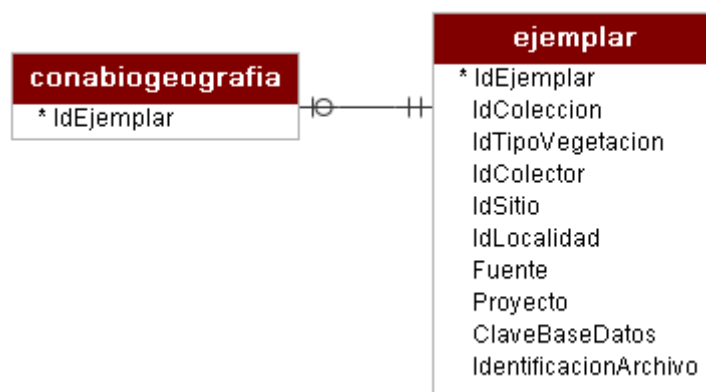 conabiogeografia
* IdEjemplar
ejemplar
* IdEjemplar
IdColeccion
IdTipoVegetacion
IdColector
IdSitio
IdLocalidad
Fuente
Proyecto
ClaveBaseDatos
IdentificacionArchivo